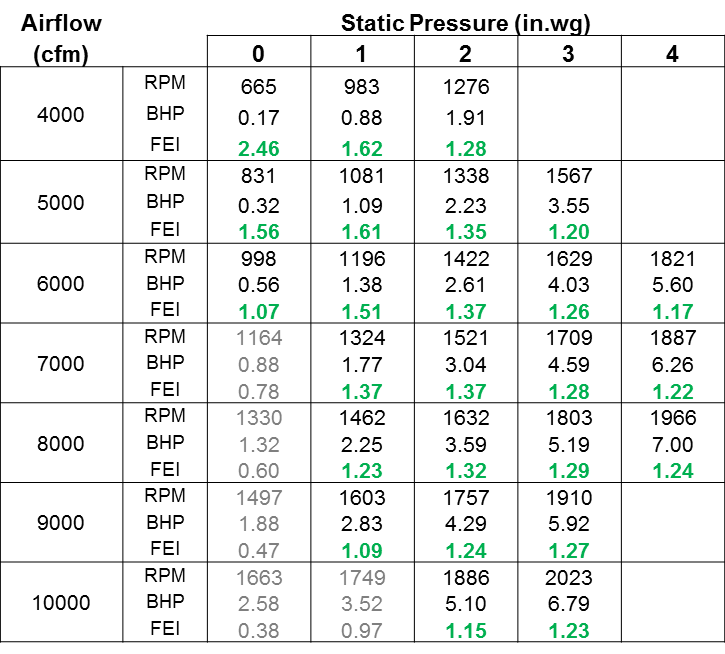 Airflow Static Pressure (in.wg)
(cfm) 0 1 2 3 4
RPM 665 983 1276
4000 BHP 0.17 0.88 1.91
FEI 2.46 1.62 1.28
RPM 831 1081 1338 1567
5000 BHP 0.32 1.09 2.23 3.55
FEI 1.56 1.61 1.35 1.20
RPM 998 1196 1422 1629 1821
6000 BHP 0.56 1.38 2.61 4.03 5.60
FEI 1.07 1.51 1.37 1.26 1.17
RPM 1164 1324 1521 1709 1887
7000 BHP 0.88 1.77 3.04 4.59 6.26
FEI 0.78 1.37 1.37 1.28 1.22
RPM 1330 1462 1632 1803 1966
8000 BHP 1.32 2.25 3.59 5.19 7.00
FEI 0.60 1.23 1.32 1.29 1.24
RPM 1497 1603 1757 1910
9000 BHP 1.88 2.83 4.29 5.92
FEI 0.47 1.09 1.24 1.27
RPM 1663 1749 1886 2023
10000 BHP 2.58 3.52 5.10 6.79
FEI 0.38 0.97 1.15 1.23